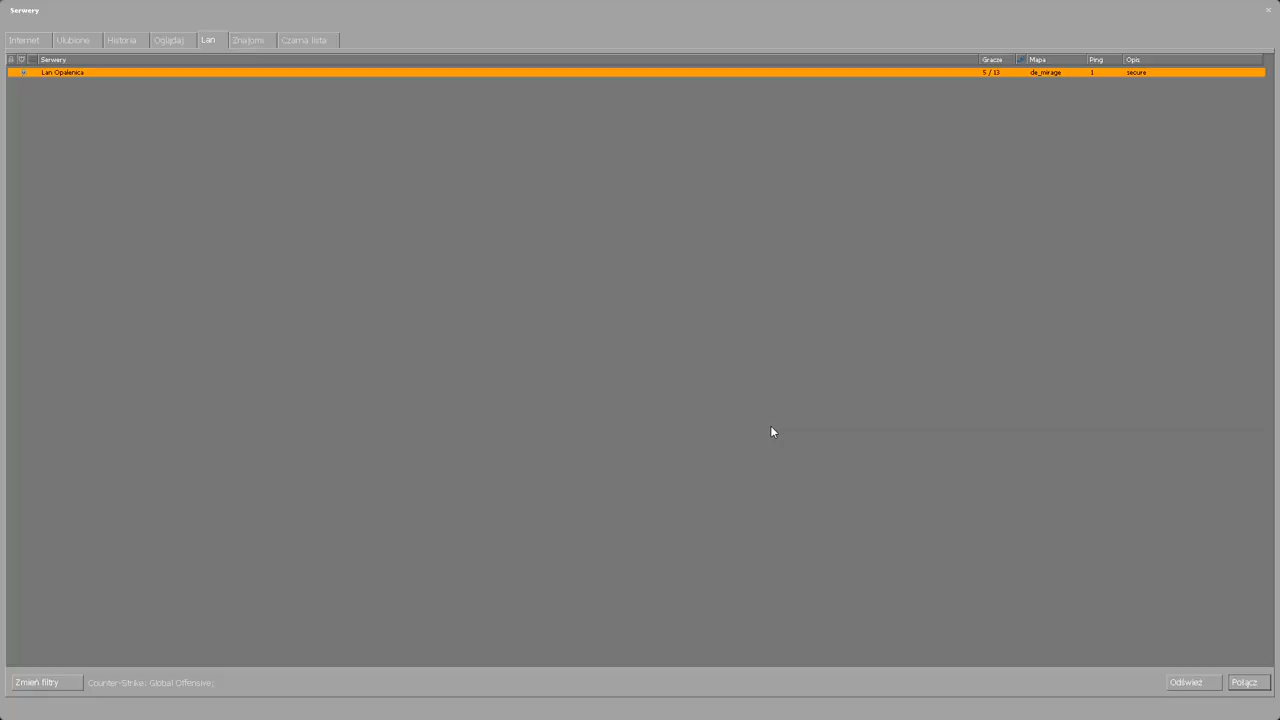 Serwery
Internet Ulubione Historia Oglądaj Lan Znajomi Czarna lista
Serwery Gracze Mapa Ping Opis
Lan Opalenica 5 / 13 de_mirage 1 secure
Zmień filtry Counter-Strike: Global Offensive; Odśwież Połącz